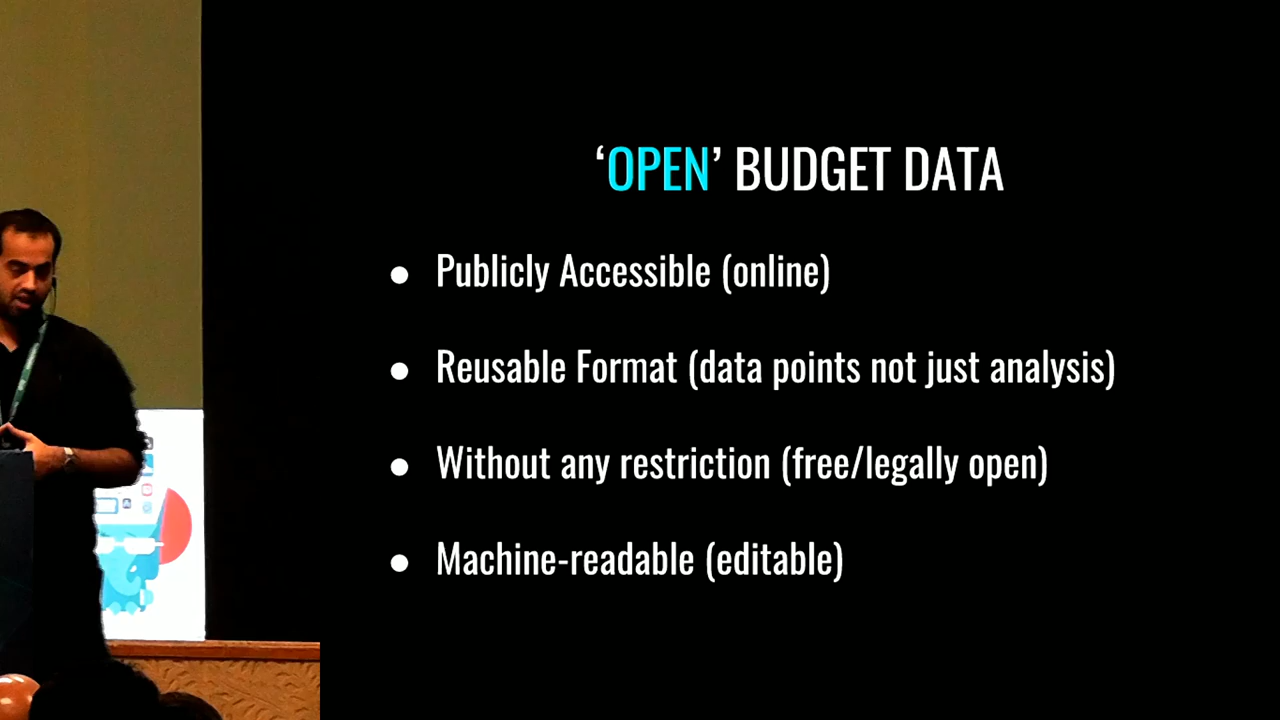 ‘OPEN’ BUDGET DATA
● Publicly Accessible (online)
● Reusable Format (data points not just analysis)
● Without any restriction (free/legally open)
● Machine-readable (editable)